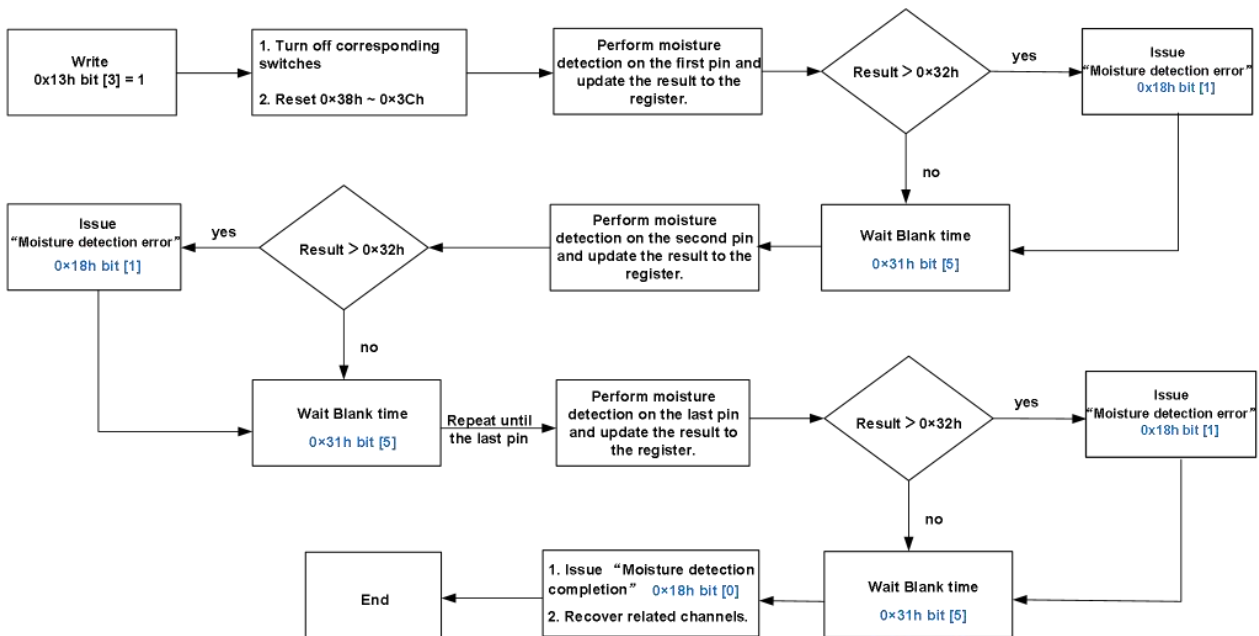 Write
0x13h bit [3] = 1
1. Turn off corresponding
switches
2. Reset 0×38h ~ 0×3Ch
Perform moisture
detection on the first pin and
update the result to the
register.
Result > 0×32h
yes
Issue
“Moisture detection error”
0x18h bit [1]
no
Issue
“Moisture detection error”
0×18h bit [1]
yes
Result > 0×32h
Perform moisture
detection on the second pin
and update the result to the
register.
Wait Blank time
0×31h bit [5]
no
Wait Blank time
0×31h bit [5]
Repeat until
the last pin
Perform moisture
detection on the last pin
and update the result to
the register.
Result > 0×32h
yes
Issue
“Moisture detection error”
0x18h bit [1]
no
End
1. Issue “Moisture detection
completion” 0×18h bit [0]
2. Recover related channels.
Wait Blank time
0×31h bit [5]